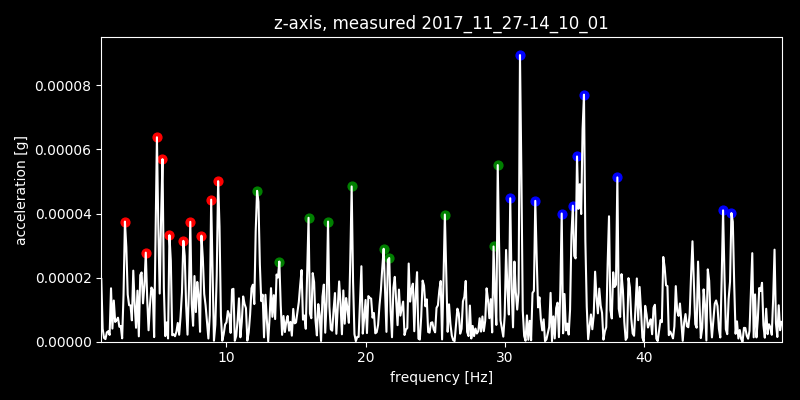 z-axis, measured 2017_11_27-14_10_01
0.00008
0.00006
0.00004
0.00002
0.00000
acceleration [g]
10 20 30 40
frequency [Hz]